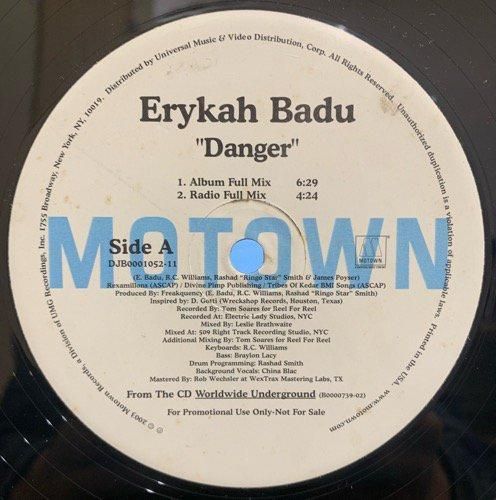 Distributed by Universal Music & Video Distribution, Corp. All Rights Reserved. Unauthorized duplication is a violation of applicable laws. Printed in the USA.
© ℗ 2003 Motown Records, a Division of UMG Recordings, Inc. 1755 Broadway, New York, NY, 10019.
Erykah Badu
"Danger"
1. Album Full Mix 6:29
2. Radio Full Mix 4:24
MOTOWN
Side A
DJB0001052-11
(E. Badu, R.C. Williams, Rashad "Ringo Star" Smith & James Poyser)
Rexamillons (ASCAP) / Divine Pimp Publishing / Tribes Of Kedar BMI Songs (ASCAP)
Produced By: Freakquency (E. Badu, R.C. Williams, Rashad "Ringo Star" Smith)
Inspired by: D. Gotti (Wreckshop Records, Houston, Texas)
Recorded By: Tom Soares for Reel For Reel
Recorded At: Electric Lady Studios, NYC
Mixed By: Leslie Brathwaite
Mixed At: 509 Right Track Recording Studio, NYC
Additional Mixing By: Tom Soares for Reel For Reel
Keyboards: R.C. Williams
Bass: Braylon Lacy
Drum Programming: Rashad Smith
Background Vocals: China Blac
Mastered By: Rob Wechsler at WexTrax Mastering Labs, TX
From The CD Worldwide Underground (B0000739-02)
For Promotional Use Only-Not For Sale
www.motown.com